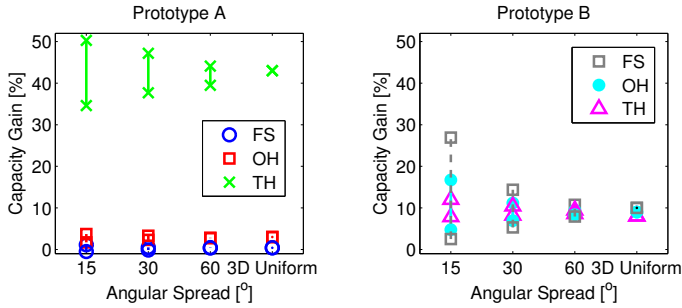 Prototype A
Capacity Gain [%]
50
40
30
20
10
0
FS
OH
TH
15 30 60 3D Uniform
Angular Spread [o]
Prototype B
Capacity Gain [%]
50
40
30
20
10
0
FS
OH
TH
15 30 60 3D Uniform
Angular Spread [o]